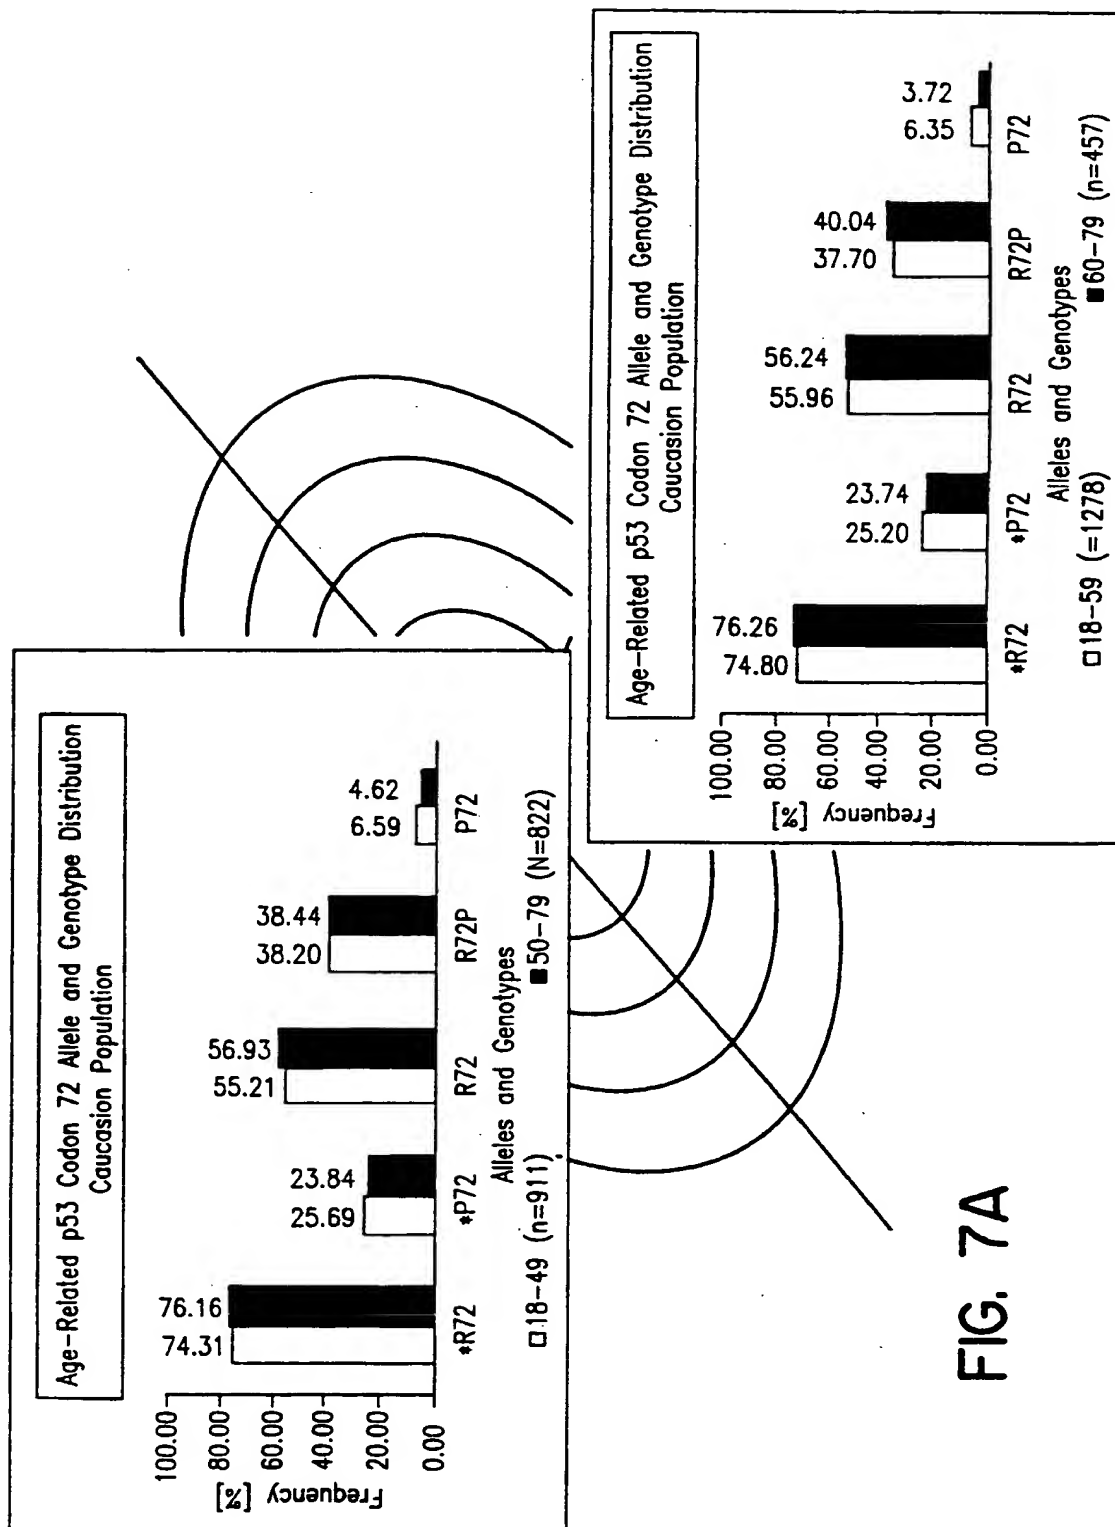 Age-Related p53 Codon 72 Allele and Genotype Distribution
Caucasion Population
Frequency [%]
100.00
80.00
60.00
40.00
20.00
0.00
74.31 76.16
25.69 23.84
55.21 56.93
38.20 38.44
6.59 4.62
*R72 *P72 R72 R72P P72
Alleles and Genotypes
□18-49 (n=911) ■50-79 (N=822)
Age-Related p53 Codon 72 Allele and Genotype Distribution
Caucasion Population
Frequency [%]
100.00
80.00
60.00
40.00
20.00
0.00
74.80 76.26
25.20 23.74
55.96 56.24
37.70 40.04
6.35 3.72
*R72 *P72 R72 R72P P72
Alleles and Genotypes
□18-59 (=1278) ■60-79 (n=457)
FIG. 7A